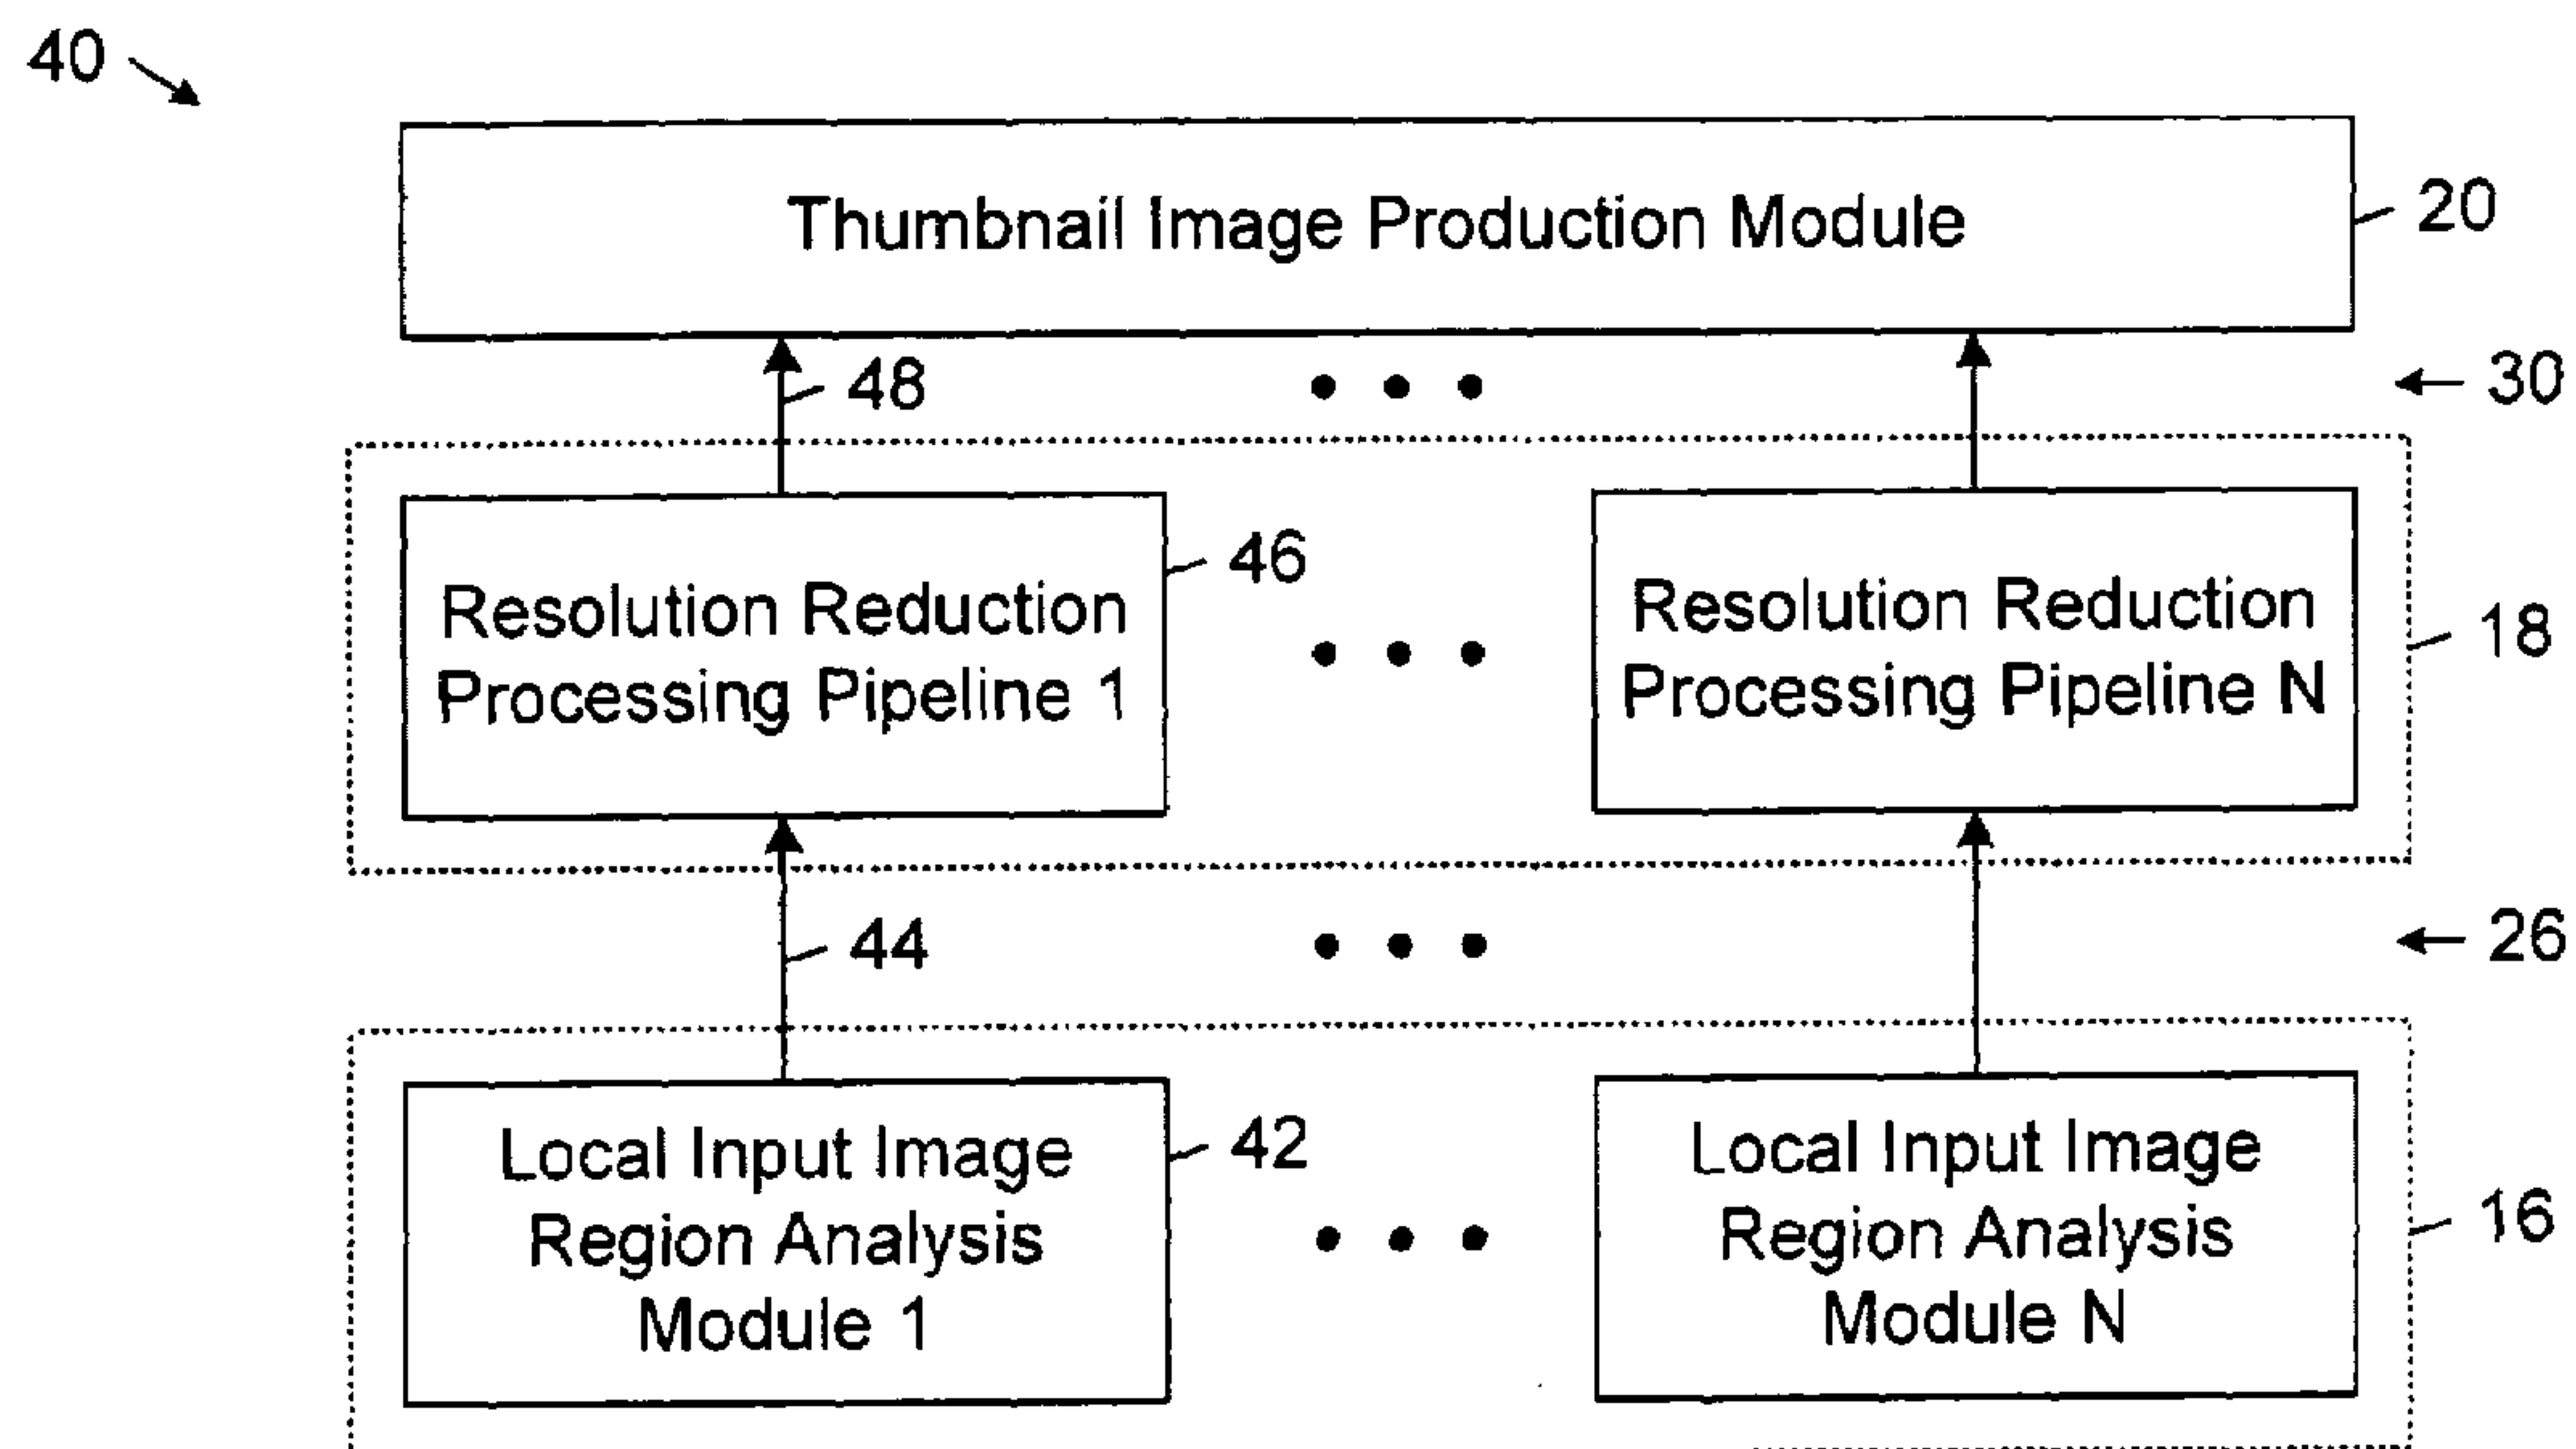 40
Thumbnail Image Production Module
20
48
30
Resolution Reduction
Processing Pipeline 1
46
Resolution Reduction
Processing Pipeline N
18
44
26
Local Input Image
Region Analysis
Module 1
42
Local Input Image
Region Analysis
Module N
16